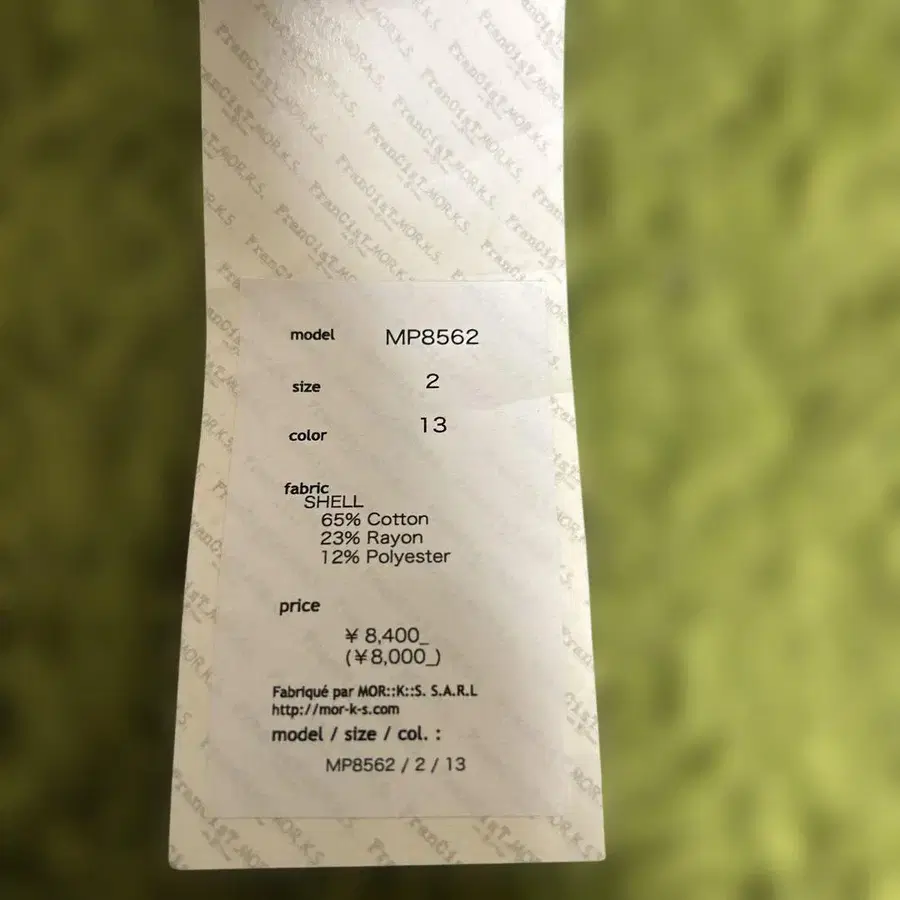 FranCisT_MOR.K.S.
model MP8562
size 2
color 13
fabric
SHELL
65% Cotton
23% Rayon
12% Polyester
price
¥ 8,400_
(¥8,000_)
Fabriqué par MOR::K::S. S.A.R.L
http://mor-k-s.com
model / size / col. :
MP8562 / 2 / 13